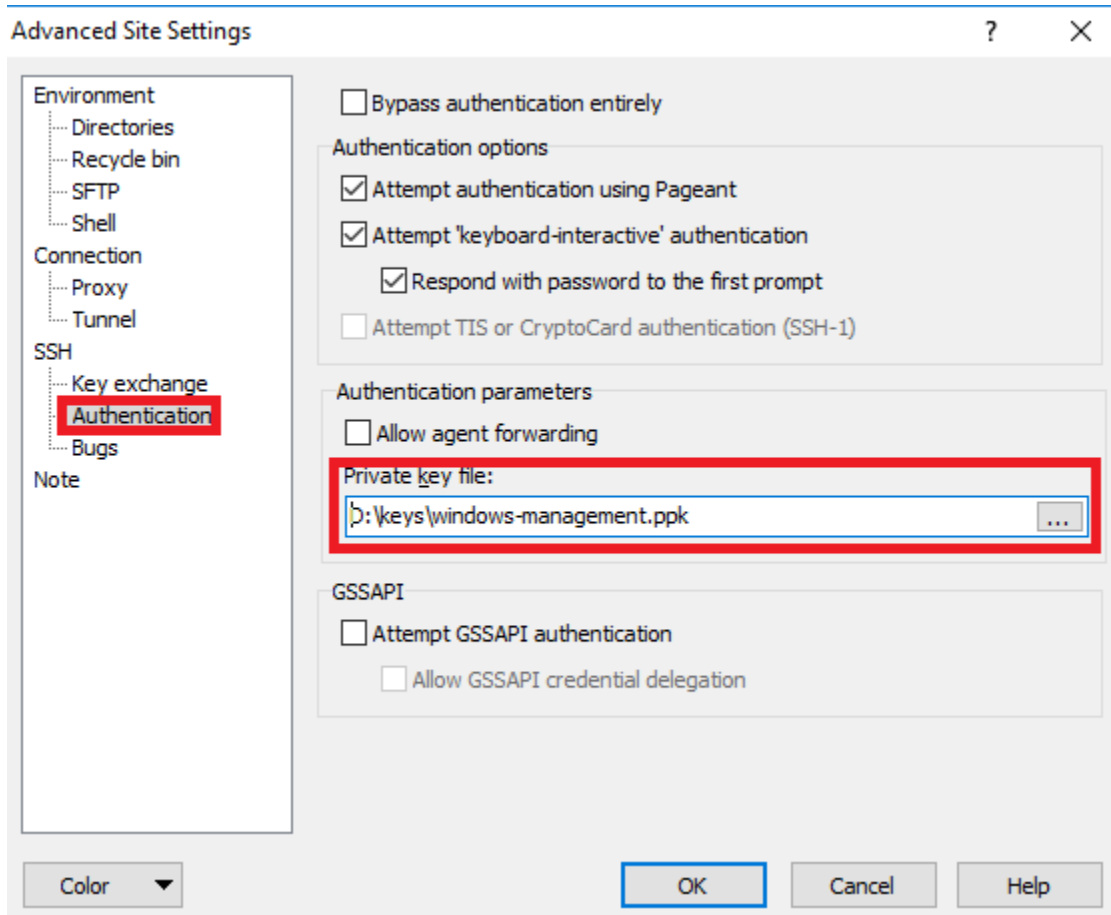 Advanced Site Settings
?
Environment
Directories
Recycle bin
SFTP
Shell
Connection
Proxy
Tunnel
SSH
Key exchange
Authentication
Bugs
Note
Bypass authentication entirely
Authentication options
Attempt authentication using Pageant
Attempt 'keyboard-interactive' authentication
Respond with password to the first prompt
Attempt TIS or CryptoCard authentication (SSH-1)
Authentication parameters
Allow agent forwarding
Private key file:
D:\keys\windows-management.ppk
...
GSSAPI
Attempt GSSAPI authentication
Allow GSSAPI credential delegation
Color
OK
Cancel
Help